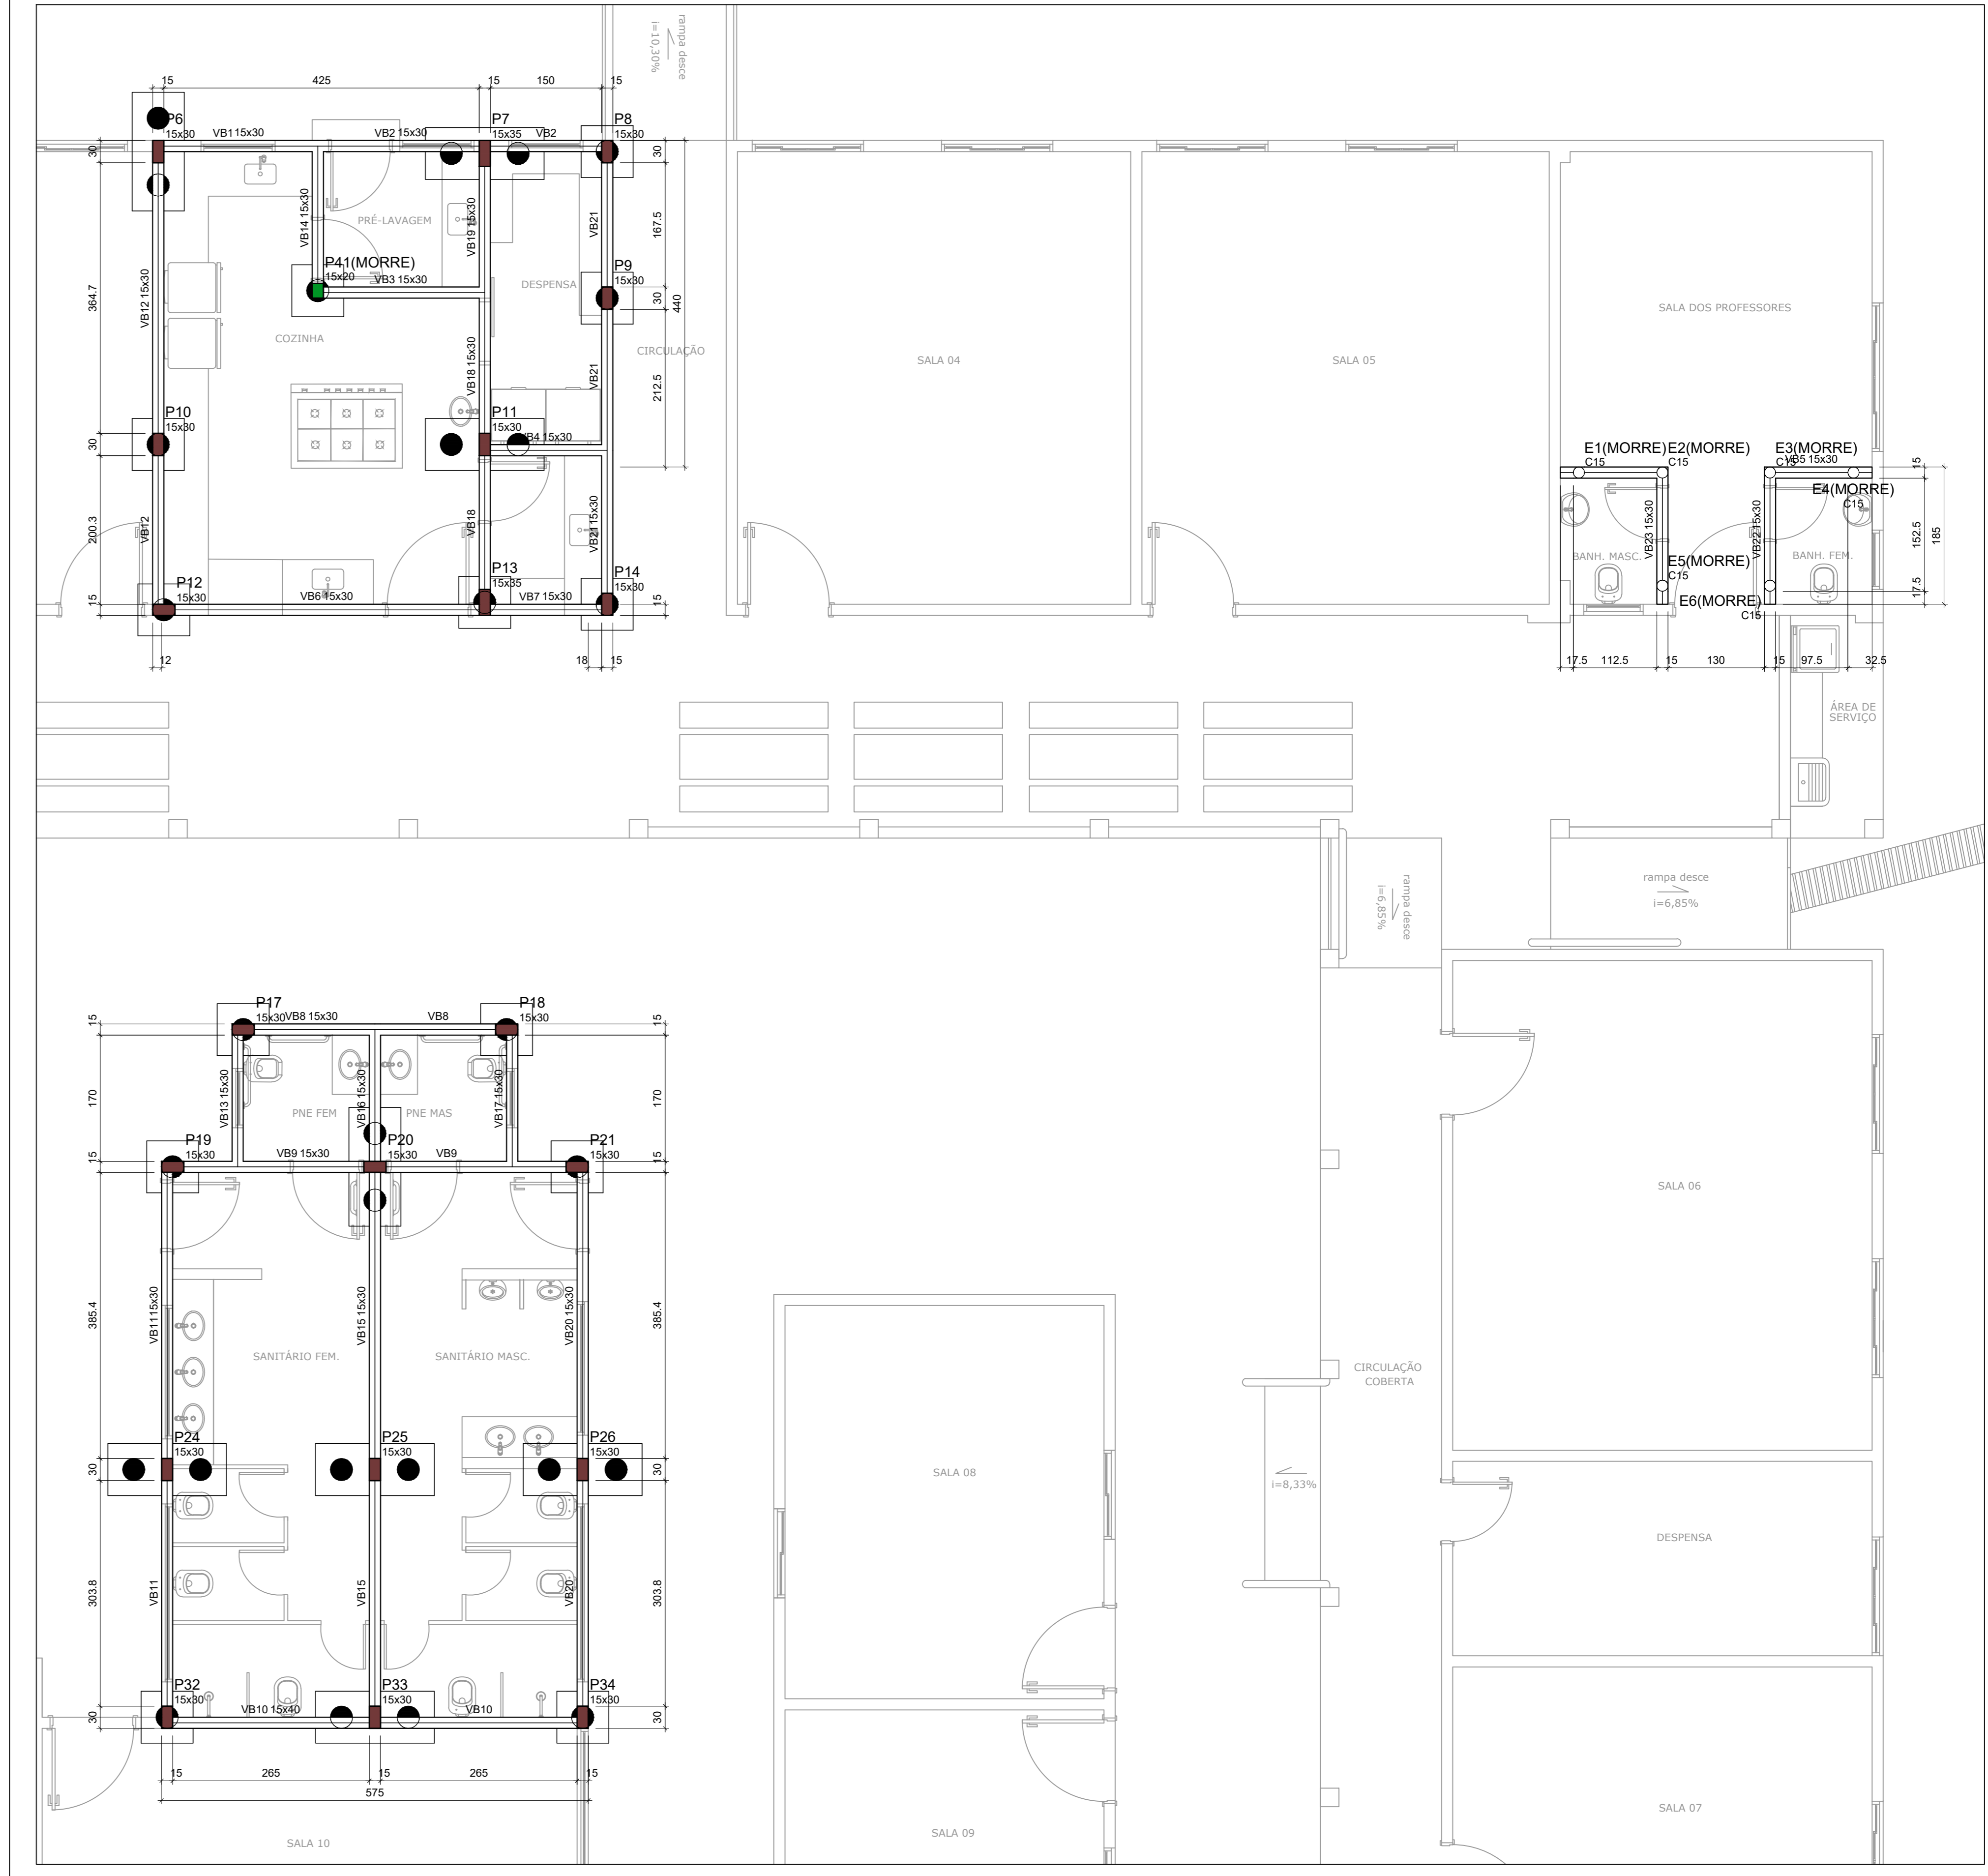 rampa desce
i=10,30%
15
425
15
150
15
P6
15x30
VB1 15x30
VB2 15x30
P7
15x35
VB2
P8
15x30
30
30
VB14 15x30
PRÉ-LAVAGEM
VB19 15x30
VB21
167.5
P41(MORRE)
15x20
VB3 15x30
DESPENSA
P9
15x30
30
440
364.7
VB12 15x30
COZINHA
VB18 15x30
VB21
CIRCULAÇÃO
212.5
SALA 04
SALA 05
SALA DOS PROFESSORES
P10
15x30
30
P11
15x30
VB4 15x30
200.3
VB12
VB18
VB21 15x30
P12
15x30
15
VB6 15x30
P13
15x35
VB7 15x30
P14
15x30
15
12
18
15
E1(MORRE)
C15
E2(MORRE)
C15
E3(MORRE)
C15
VB5 15x30
E4(MORRE)
C15
15
BANH. MASC.
VB23 15x30
VB22 15x30
BANH. FEM.
152.5
185
E5(MORRE)
C15
E6(MORRE)
C15
17.5
17.5
112.5
15
130
15
97.5
32.5
ÁREA DE
SERVIÇO
rampa desce
i=6,85%
rampa desce
i=6,85%
P17
15x30
VB8 15x30
VB8
P18
15x30
15
15
170
VB13 15x30
PNE FEM
VB16 15x30
PNE MAS
VB17 15x30
170
P19
15x30
15
VB9 15x30
P20
15x30
VB9
P21
15x30
15
385.4
VB11 15x30
SANITÁRIO FEM.
VB15 15x30
SANITÁRIO MASC.
VB20 15x30
385.4
P24
15x30
30
P25
15x30
P26
15x30
30
303.8
VB11
VB15
VB20
303.8
P32
15x30
30
VB10 15x40
P33
15x30
VB10
P34
15x30
30
15
265
15
265
15
575
SALA 10
SALA 08
SALA 09
i=8,33%
CIRCULAÇÃO
COBERTA
SALA 06
DESPENSA
SALA 07